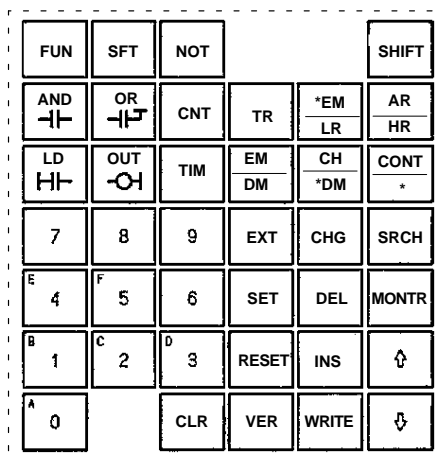 FUN SFT NOT SHIFT
AND OR CNT TR *EM AR
LR HR
LD OUT TIM EM CH CONT
DM *DM *
7 8 9 EXT CHG SRCH
E 4 F 5 6 SET DEL MONTR
B 1 C 2 D 3 RESET INS
A 0 CLR VER WRITE